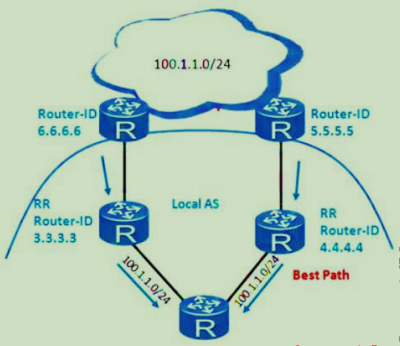 100.1.1.0/24
Router-ID
6.6.6.6
Router-ID
5.5.5.5
R
R
RR
Router-ID
3.3.3.3
Local AS
RR
Router-ID
4.4.4.4
R
R
100.1.1.0/24
100.1.1.0/24
Best Path
R